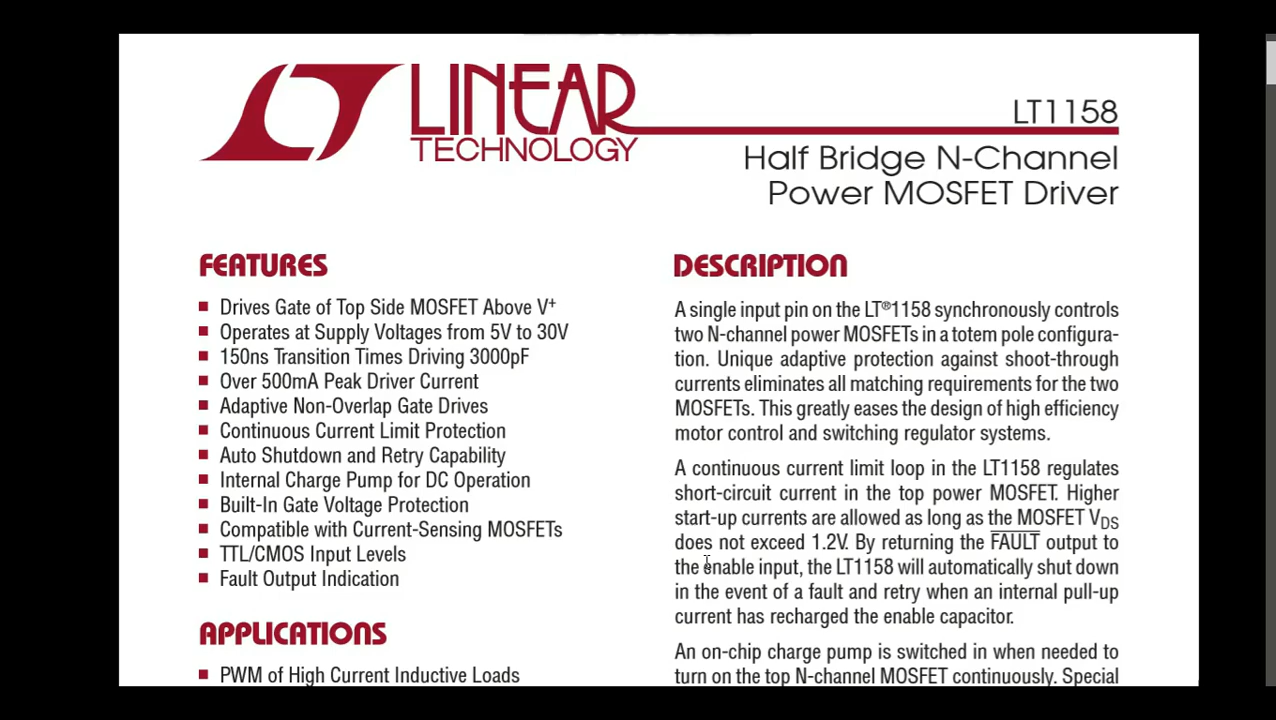 LINEAR
TECHNOLOGY
LT1158
Half Bridge N-Channel
Power MOSFET Driver
FEATURES
■ Drives Gate of Top Side MOSFET Above V⁺
■ Operates at Supply Voltages from 5V to 30V
■ 150ns Transition Times Driving 3000pF
■ Over 500mA Peak Driver Current
■ Adaptive Non-Overlap Gate Drives
■ Continuous Current Limit Protection
■ Auto Shutdown and Retry Capability
■ Internal Charge Pump for DC Operation
■ Built-In Gate Voltage Protection
■ Compatible with Current-Sensing MOSFETs
■ TTL/CMOS Input Levels
■ Fault Output Indication
APPLICATIONS
■ PWM of High Current Inductive Loads
DESCRIPTION
A single input pin on the LT®1158 synchronously controls
two N-channel power MOSFETs in a totem pole configura-
tion. Unique adaptive protection against shoot-through
currents eliminates all matching requirements for the two
MOSFETs. This greatly eases the design of high efficiency
motor control and switching regulator systems.
A continuous current limit loop in the LT1158 regulates
short-circuit current in the top power MOSFET. Higher
start-up currents are allowed as long as the MOSFET VDS
does not exceed 1.2V. By returning the FAULT output to
the enable input, the LT1158 will automatically shut down
in the event of a fault and retry when an internal pull-up
current has recharged the enable capacitor.
An on-chip charge pump is switched in when needed to
turn on the top N-channel MOSFET continuously. Special